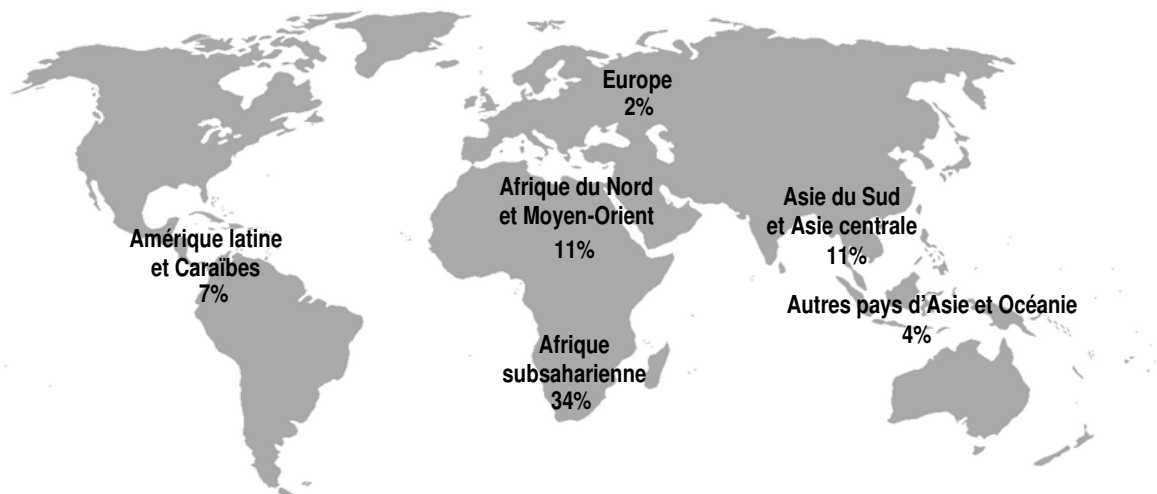 Europe
2%
Afrique du Nord
et Moyen-Orient
11%
Asie du Sud
et Asie centrale
11%
Amérique latine
et Caraïbes
7%
Autres pays d'Asie et Océanie
4%
Afrique
subsaharienne
34%